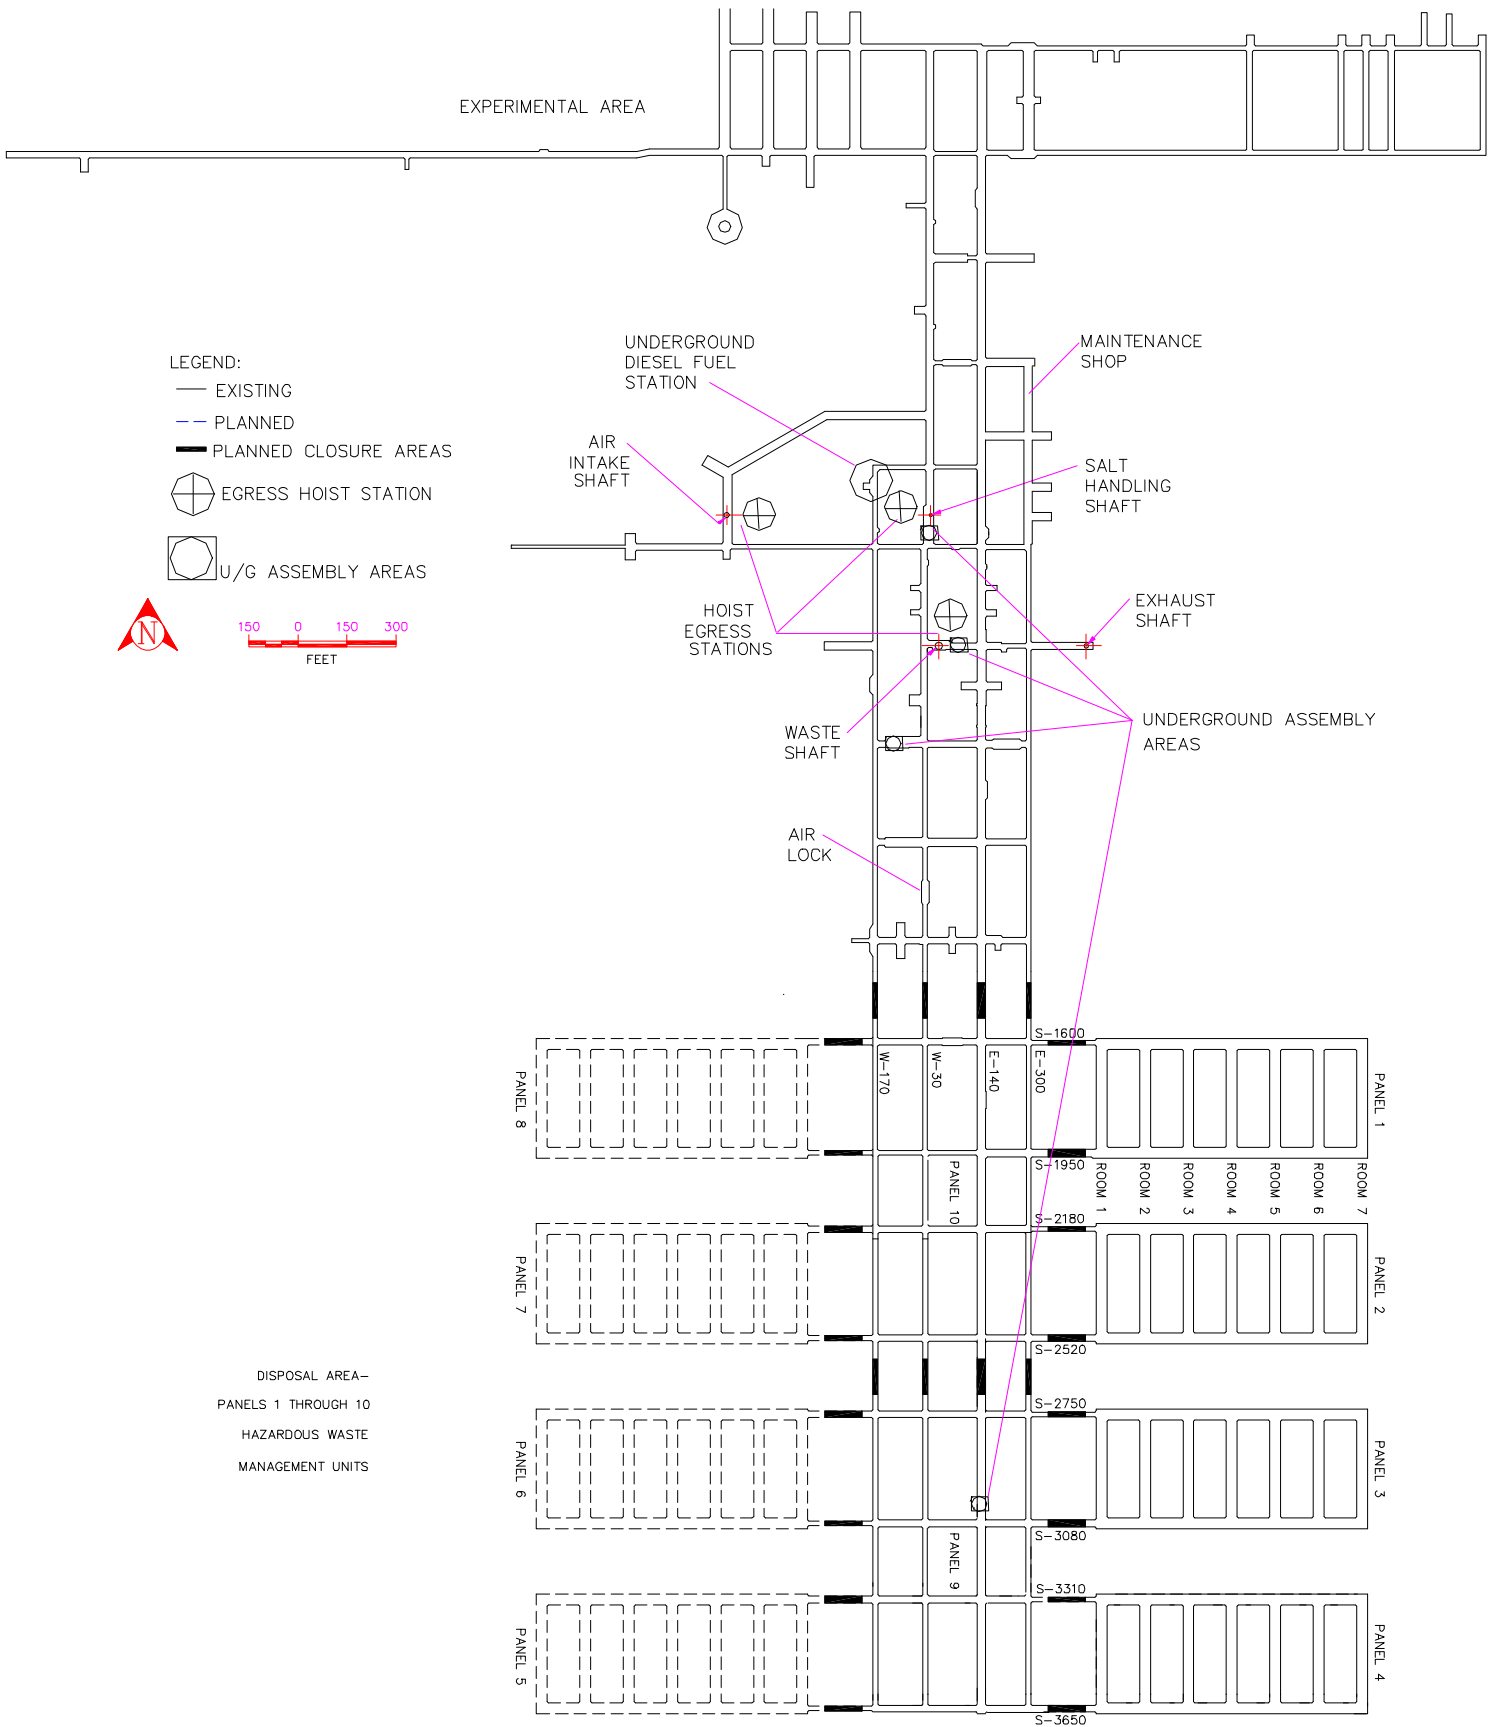 EXPERIMENTAL AREA
UNDERGROUND
DIESEL FUEL
STATION
MAINTENANCE
SHOP
LEGEND:
EXISTING
PLANNED
PLANNED CLOSURE AREAS
EGRESS HOIST STATION
U/G ASSEMBLY AREAS
N
150 0 150 300
FEET
AIR
INTAKE
SHAFT
SALT
HANDLING
SHAFT
HOIST
EGRESS
STATIONS
EXHAUST
SHAFT
WASTE
SHAFT
UNDERGROUND ASSEMBLY
AREAS
AIR
LOCK
S-1600
W-170
W-30
E-140
E-300
PANEL 8
PANEL 1
S-1950
PANEL 10
ROOM 1
ROOM 2
ROOM 3
ROOM 4
ROOM 5
ROOM 6
ROOM 7
S-2180
PANEL 7
PANEL 2
S-2520
DISPOSAL AREA-
PANELS 1 THROUGH 10
HAZARDOUS WASTE
MANAGEMENT UNITS
S-2750
PANEL 6
PANEL 3
S-3080
PANEL 9
S-3310
PANEL 5
PANEL 4
S-3650